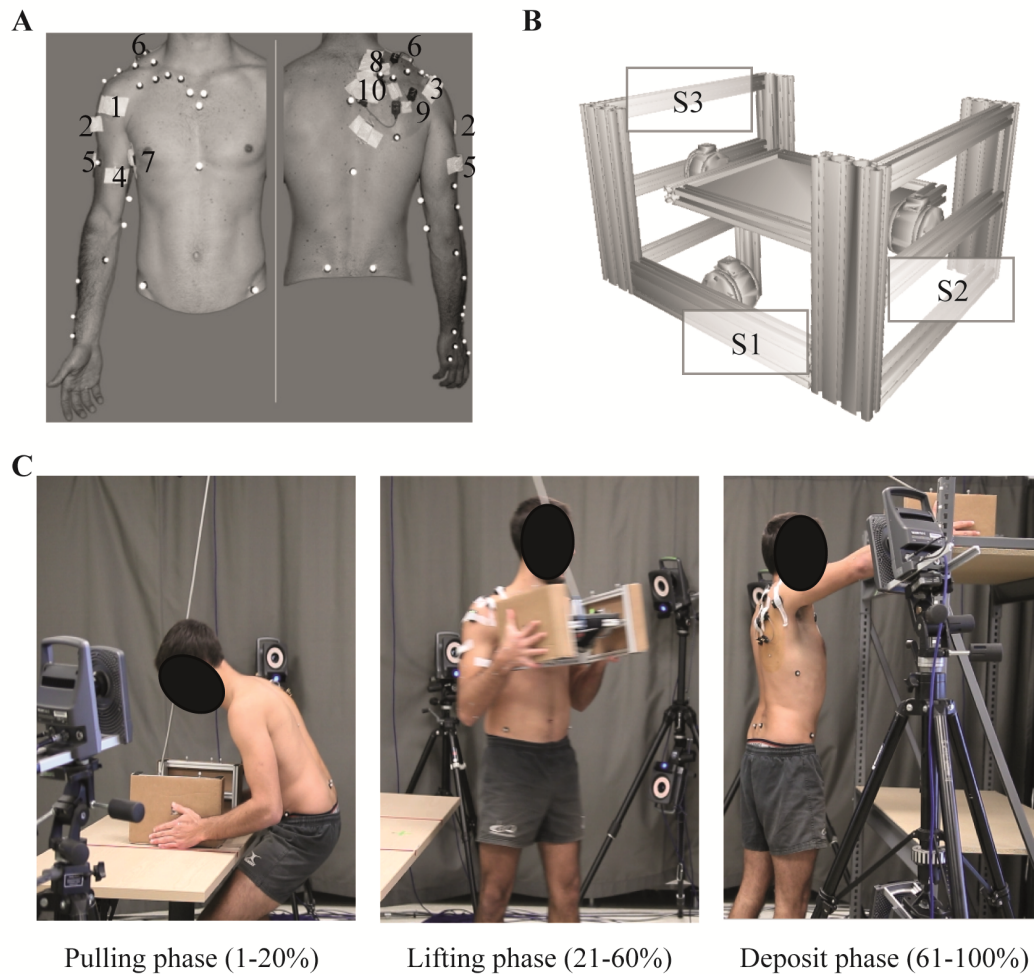 A
6
1
2
5
7
4
6
8
3
10
9
2
5
B
S3
S2
S1
C
Pulling phase (1-20%)
Lifting phase (21-60%)
Deposit phase (61-100%)